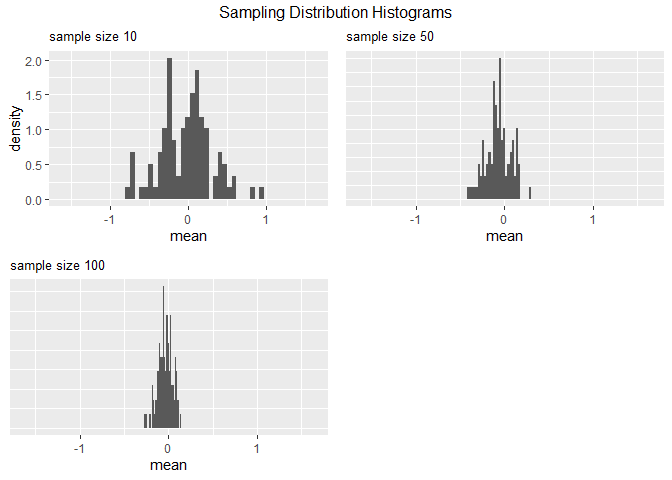 Sampling Distribution Histograms
sample size 10
sample size 50
2.0
1.5
1.0
0.5
0.0
density
-1 0 1
mean
-1 0 1
mean
sample size 100
-1 0 1
mean